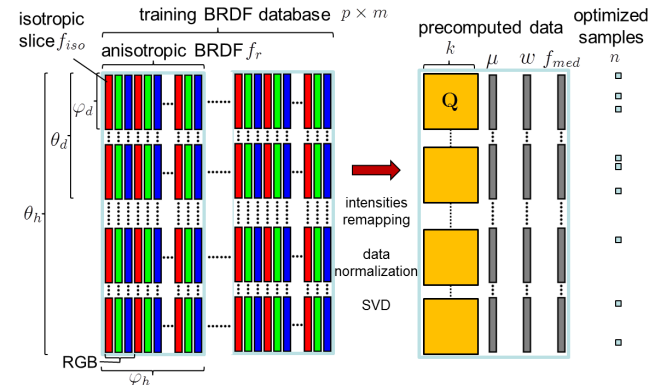 isotropic
slice f_iso
training BRDF database p × m
anisotropic BRDF f_r
φ_d
θ_d
θ_h
RGB
φ_h
intensities
remapping
data
normalization
SVD
precomputed data
k μ w f_med
Q
optimized
samples
n